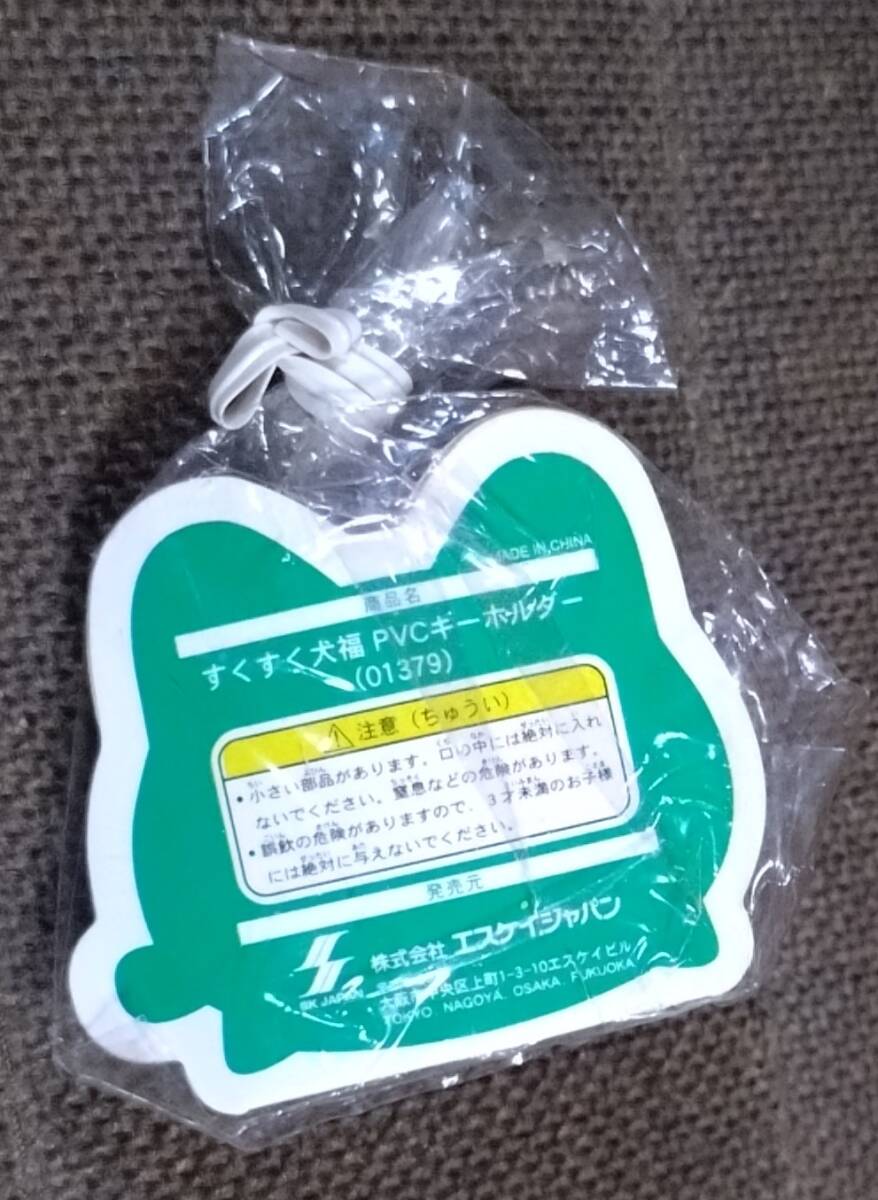 MADE IN,CHINA
商品名
すくすく犬福 PVCキーホルダー
(01379)
⚠注意（ちゅうい）
・小さい部品があります。口の中には絶対に入れ
ないでください。窒息などの危険があります。
・誤飲の危険がありますので、3才未満のお子様
には絶対に与えないでください。
発売元
株式会社 エスケイジャパン
SK JAPAN
大阪市中央区上町1-3-10エスケイビル
TOKYO. NAGOYA. OSAKA. FUKUOKA